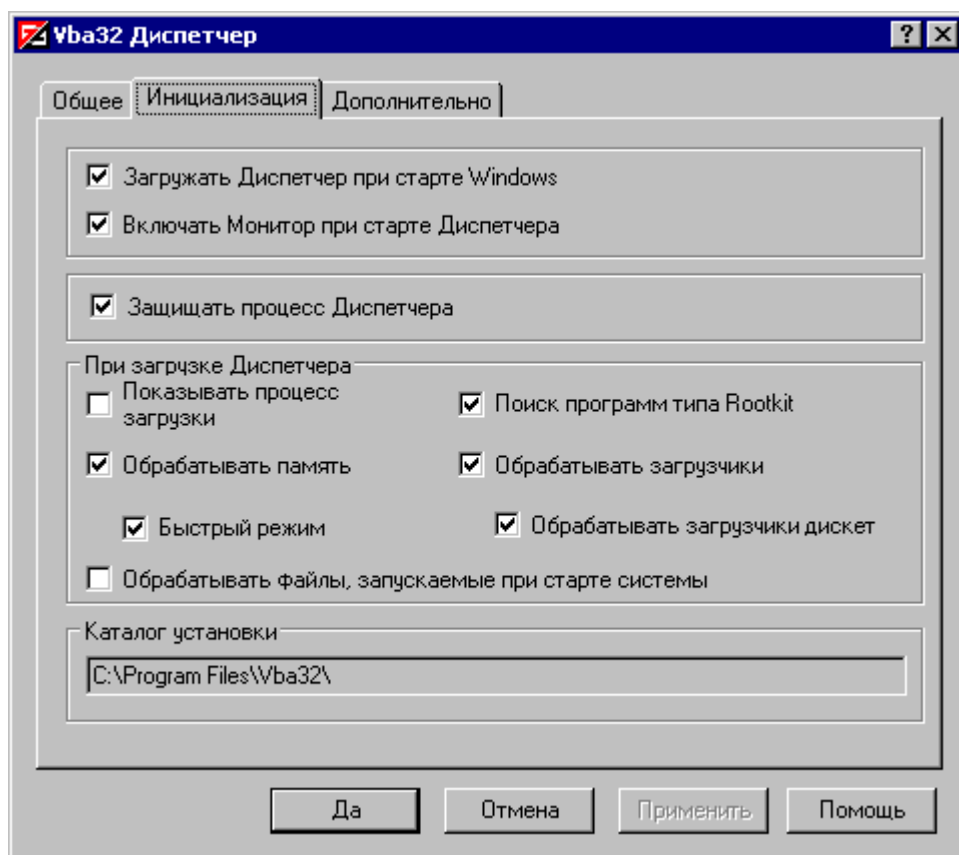 Vba32 Диспетчер
Общее Инициализация Дополнительно
Загружать Диспетчер при старте Windows
Включать Монитор при старте Диспетчера
Защищать процесс Диспетчера
При загрузке Диспетчера
Показывать процесс
загрузки
Поиск программ типа Rootkit
Обрабатывать память
Обрабатывать загрузчики
Быстрый режим
Обрабатывать загрузчики дискет
Обрабатывать файлы, запускаемые при старте системы
Каталог установки
C:\Program Files\Vba32\
Да Отмена Применить Помощь